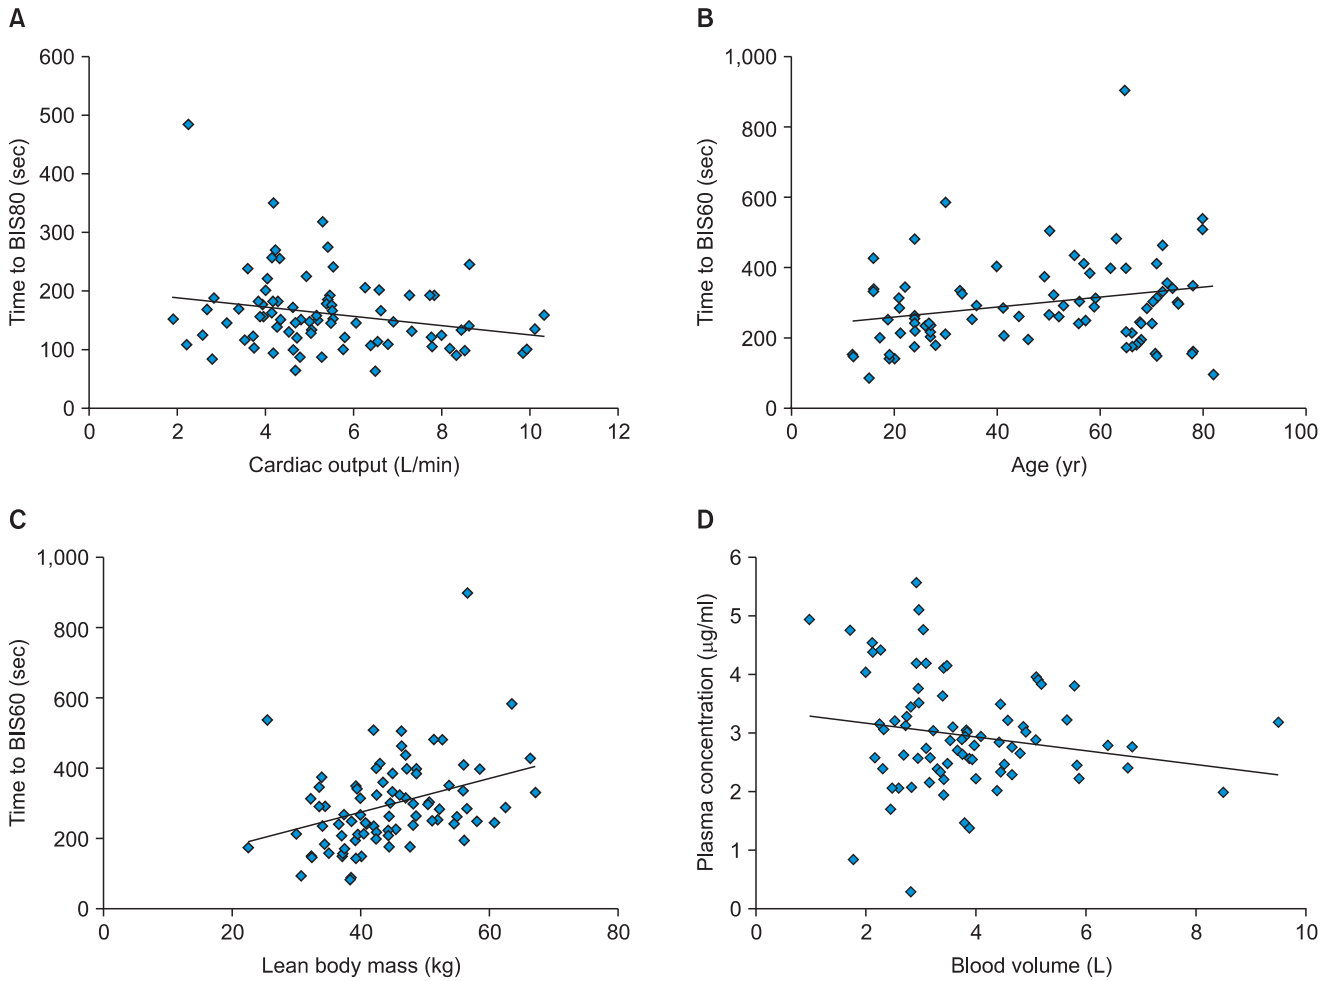 A
Time to BIS80 (sec)
600
500
400
300
200
100
0
0 2 4 6 8 10 12
Cardiac output (L/min)
B
Time to BIS60 (sec)
1,000
800
600
400
200
0
0 20 40 60 80 100
Age (yr)
C
Time to BIS60 (sec)
1,000
800
600
400
200
0
0 20 40 60 80
Lean body mass (kg)
D
Plasma concentration (μg/ml)
6
5
4
3
2
1
0
0 2 4 6 8 10
Blood volume (L)